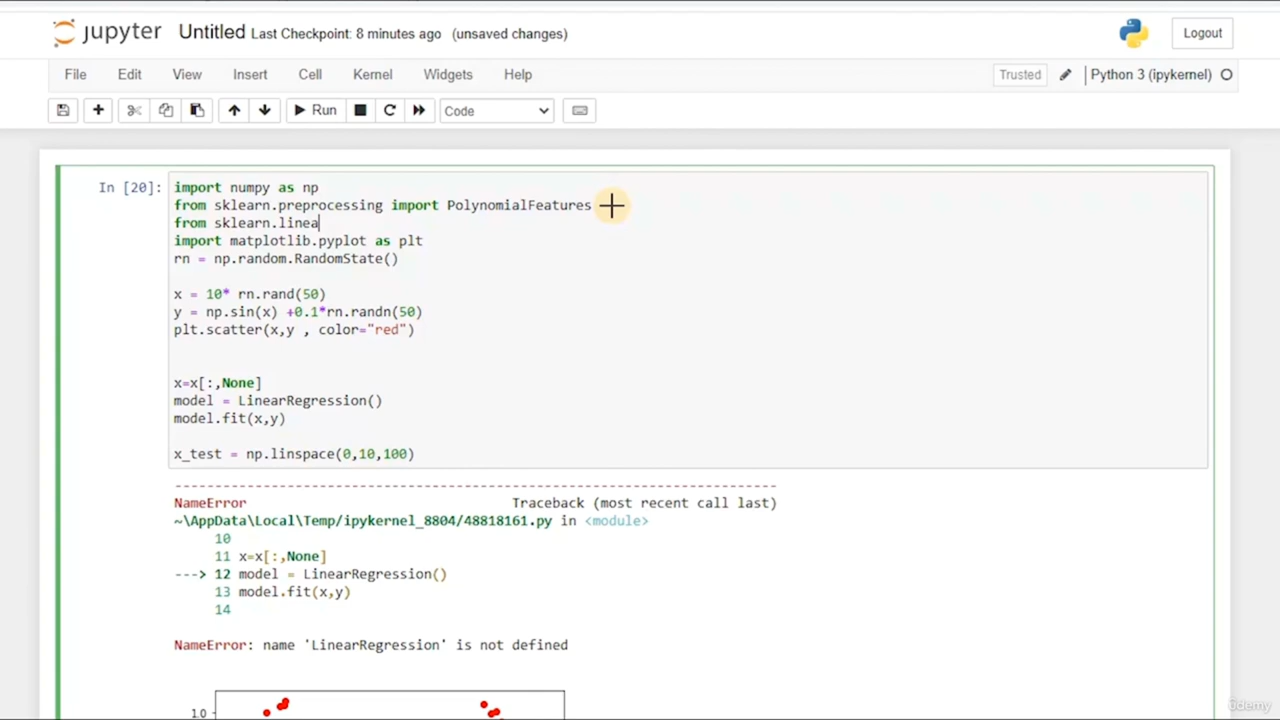 jupyter Untitled Last Checkpoint: 8 minutes ago (unsaved changes) Logout
File Edit View Insert Cell Kernel Widgets Help Trusted Python 3 (ipykernel)
Run Code
In [20]: import numpy as np
from sklearn.preprocessing import PolynomialFeatures
from sklearn.linea
import matplotlib.pyplot as plt
rn = np.random.RandomState()
x = 10* rn.rand(50)
y = np.sin(x) +0.1*rn.randn(50)
plt.scatter(x,y , color="red")
x=x[:,None]
model = LinearRegression()
model.fit(x,y)
x_test = np.linspace(0,10,100)
---------------------------------------------------------------------------
NameError Traceback (most recent call last)
~\AppData\Local\Temp/ipykernel_8804/48818161.py in <module>
10
11 x=x[:,None]
---> 12 model = LinearRegression()
13 model.fit(x,y)
14
NameError: name 'LinearRegression' is not defined
1.0
ûdemy